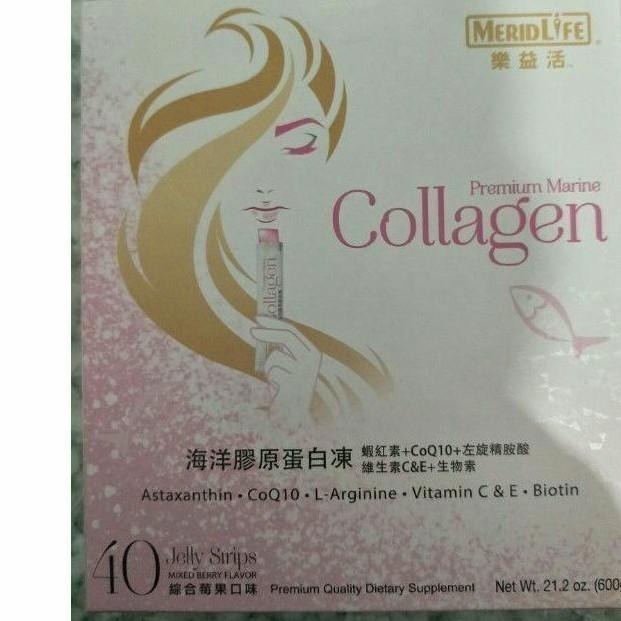 MERIDLIFE®
樂益活™
Premium Marine
Collagen
Collagen
海洋膠原蛋白凍
蝦紅素+CoQ10+左旋精胺酸
維生素C&E+生物素
Astaxanthin • CoQ10 • L-Arginine • Vitamin C & E • Biotin
40 Jelly Strips
MIXED BERRY FLAVOR
綜合莓果口味
Premium Quality Dietary Supplement
Net Wt. 21.2 oz. (600